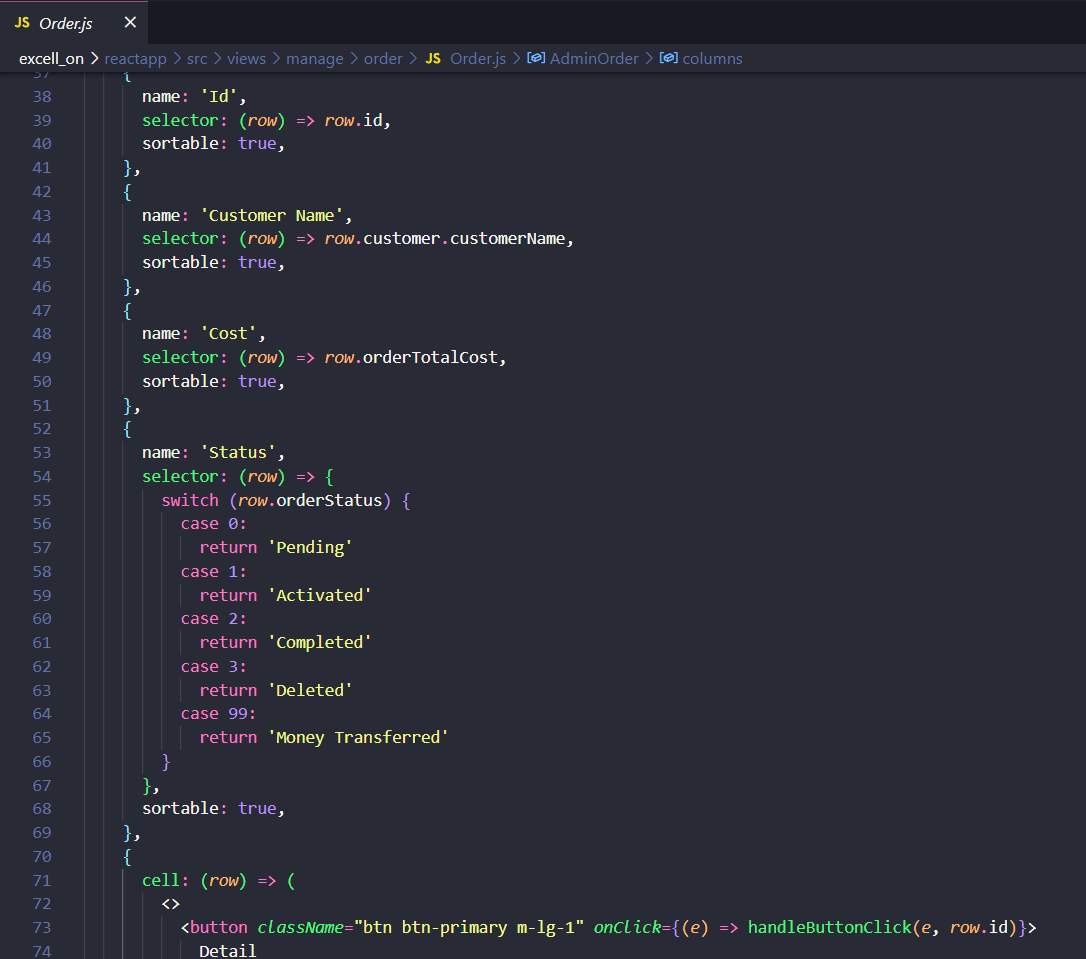 JS Order.js ×
excell_on > reactapp > src > views > manage > order > JS Order.js > AdminOrder > columns
37 {
38 name: 'Id',
39 selector: (row) => row.id,
40 sortable: true,
41 },
42 {
43 name: 'Customer Name',
44 selector: (row) => row.customer.customerName,
45 sortable: true,
46 },
47 {
48 name: 'Cost',
49 selector: (row) => row.orderTotalCost,
50 sortable: true,
51 },
52 {
53 name: 'Status',
54 selector: (row) => {
55 switch (row.orderStatus) {
56 case 0:
57 return 'Pending'
58 case 1:
59 return 'Activated'
60 case 2:
61 return 'Completed'
62 case 3:
63 return 'Deleted'
64 case 99:
65 return 'Money Transferred'
66 }
67 },
68 sortable: true,
69 },
70 {
71 cell: (row) => (
72 <>
73 <button className="btn btn-primary m-lg-1" onClick={(e) => handleButtonClick(e, row.id)}>
74 Detail